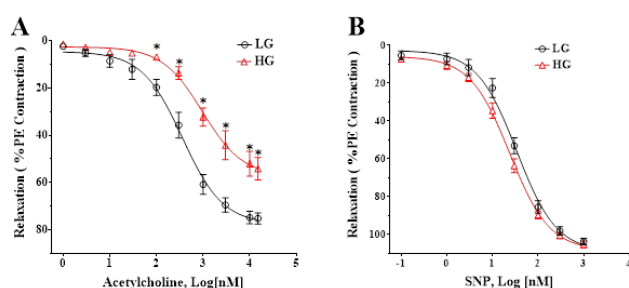 A
LG
HG
Relaxation ( %PE Contraction)
0
20
40
60
80
* * * * * *
0 1 2 3 4 5
Acetylcholine, Log[nM]
B
LG
HG
Relaxation ( %PE Contraction)
0
20
40
60
80
100
-1 0 1 2 3 4
SNP, Log [nM]